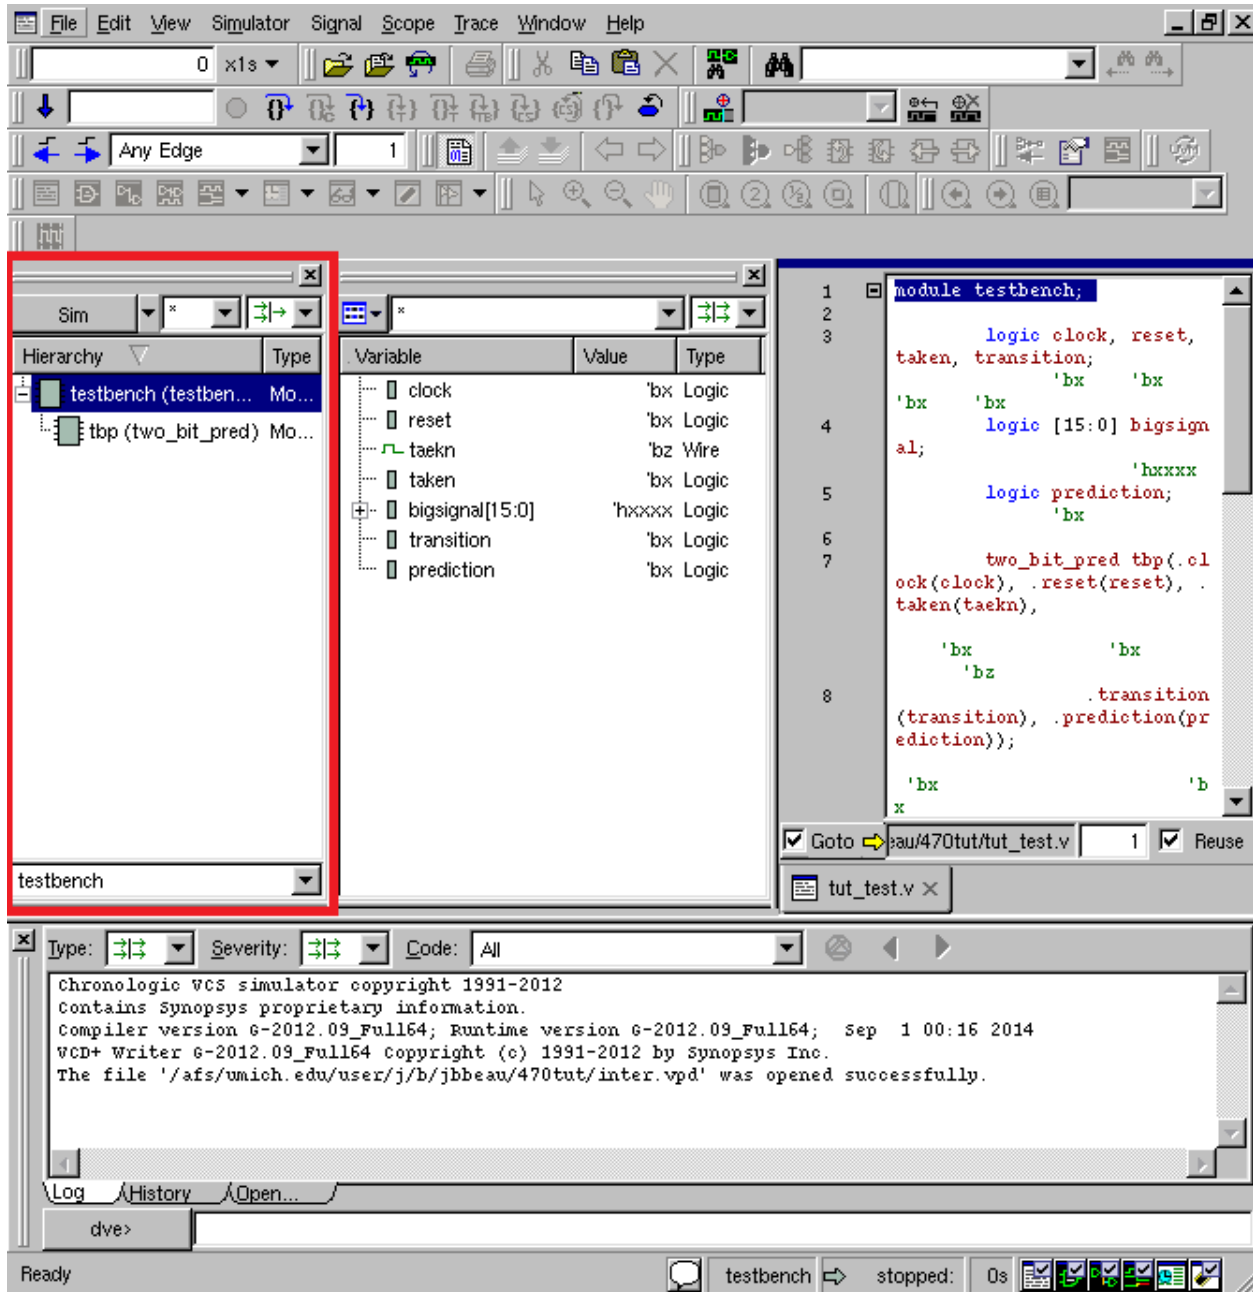 File Edit View Simulator Signal Scope Trace Window Help
0 x1s
Any Edge 1
Sim *
Hierarchy Type
testbench (testben... Mo...
tbp (two_bit_pred) Mo...
testbench
*
Variable Value Type
clock 'bx Logic
reset 'bx Logic
taekn 'bz Wire
taken 'bx Logic
bigsignal[15:0] 'hxxxx Logic
transition 'bx Logic
prediction 'bx Logic
1 module testbench;
2
3 logic clock, reset,
taken, transition;
'bx 'bx
'bx 'bx
4 logic [15:0] bigsign
al;
'hxxxx
5 logic prediction;
'bx
6
7 two_bit_pred tbp(.cl
ock(clock), .reset(reset), .
taken(taekn),
'bx 'bx
'bz
8 .transition
(transition), .prediction(pr
ediction));
'bx 'b
x
Goto eau/470tut/tut_test.v 1 Reuse
tut_test.v
Type: Severity: Code: All
Chronologic VCS simulator copyright 1991-2012
Contains Synopsys proprietary information.
Compiler version G-2012.09_Full64; Runtime version G-2012.09_Full64; Sep 1 00:16 2014
VCD+ Writer G-2012.09_Full64 Copyright (c) 1991-2012 by Synopsys Inc.
The file '/afs/umich.edu/user/j/b/jbbeau/470tut/inter.vpd' was opened successfully.
Log History Open...
dve>
Ready testbench stopped: 0s